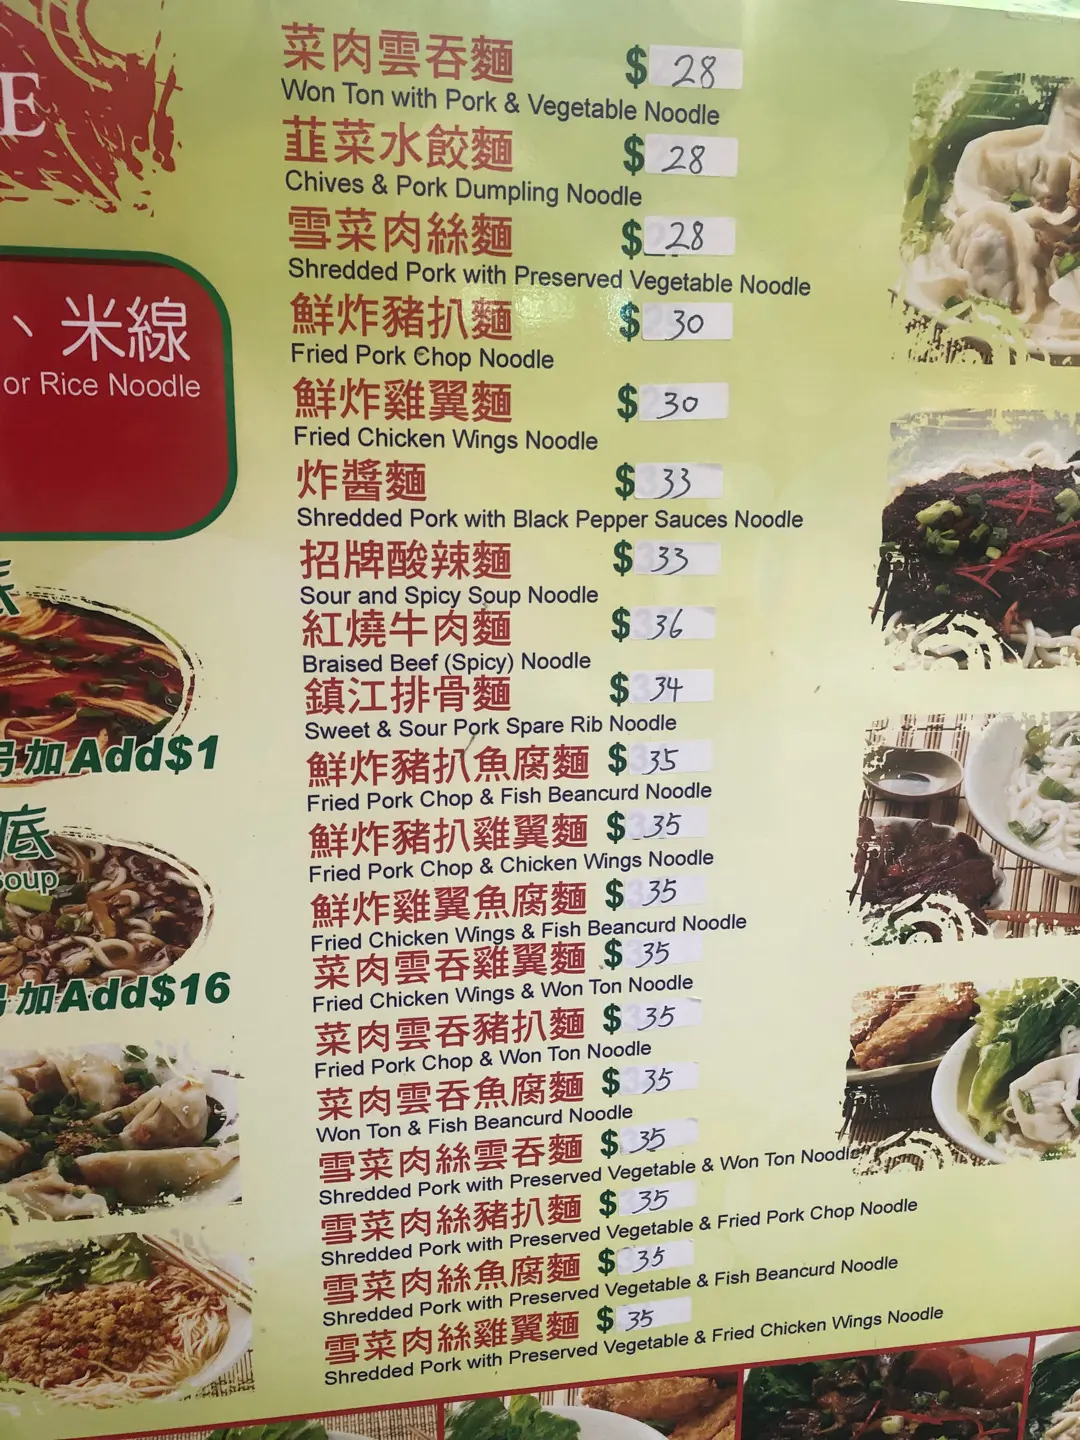 E
、米線
or Rice Noodle
底
另加Add$1
底
Soup
另加Add$16
菜肉雲吞麵 $ 28
Won Ton with Pork & Vegetable Noodle
韮菜水餃麵 $ 28
Chives & Pork Dumpling Noodle
雪菜肉絲麵 $ 28
Shredded Pork with Preserved Vegetable Noodle
鮮炸豬扒麵 $ 30
Fried Pork Chop Noodle
鮮炸雞翼麵 $ 30
Fried Chicken Wings Noodle
炸醬麵 $ 33
Shredded Pork with Black Pepper Sauces Noodle
招牌酸辣麵 $ 33
Sour and Spicy Soup Noodle
紅燒牛肉麵 $ 36
Braised Beef (Spicy) Noodle
鎮江排骨麵 $ 34
Sweet & Sour Pork Spare Rib Noodle
鮮炸豬扒魚腐麵 $ 35
Fried Pork Chop & Fish Beancurd Noodle
鮮炸豬扒雞翼麵 $ 35
Fried Pork Chop & Chicken Wings Noodle
鮮炸雞翼魚腐麵 $ 35
Fried Chicken Wings & Fish Beancurd Noodle
菜肉雲吞雞翼麵 $ 35
Fried Chicken Wings & Won Ton Noodle
菜肉雲吞豬扒麵 $ 35
Fried Pork Chop & Won Ton Noodle
菜肉雲吞魚腐麵 $ 35
Won Ton & Fish Beancurd Noodle
雪菜肉絲雲吞麵 $ 35
Shredded Pork with Preserved Vegetable & Won Ton Noodle
雪菜肉絲豬扒麵 $ 35
Shredded Pork with Preserved Vegetable & Fried Pork Chop Noodle
雪菜肉絲魚腐麵 $ 35
Shredded Pork with Preserved Vegetable & Fish Beancurd Noodle
雪菜肉絲雞翼麵 $ 35
Shredded Pork with Preserved Vegetable & Fried Chicken Wings Noodle